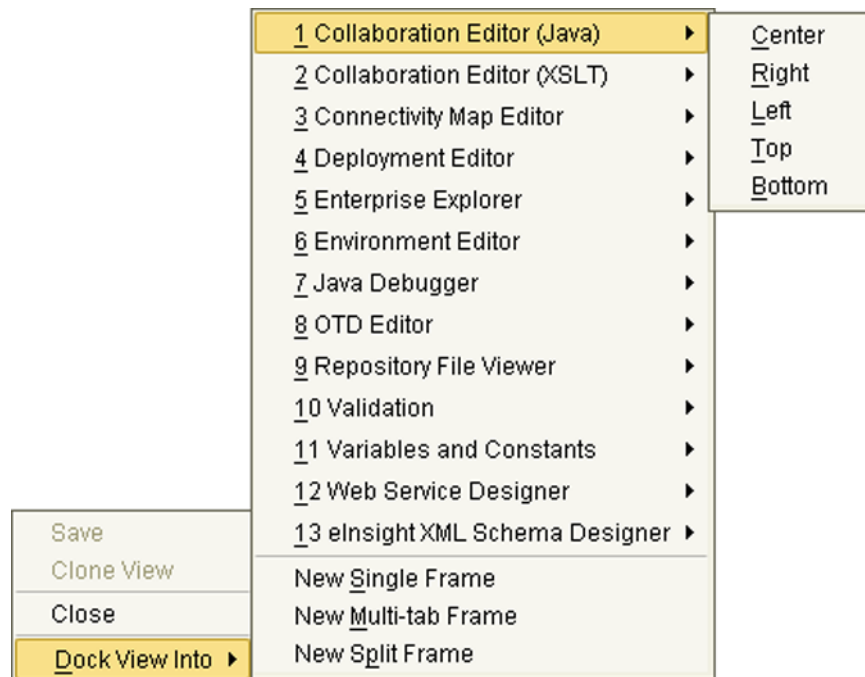 1 Collaboration Editor (Java)
2 Collaboration Editor (XSLT)
3 Connectivity Map Editor
4 Deployment Editor
5 Enterprise Explorer
6 Environment Editor
7 Java Debugger
8 OTD Editor
9 Repository File Viewer
10 Validation
11 Variables and Constants
12 Web Service Designer
13 eInsight XML Schema Designer
New Single Frame
New Multi-tab Frame
New Split Frame
Center
Right
Left
Top
Bottom
Save
Clone View
Close
Dock View Into